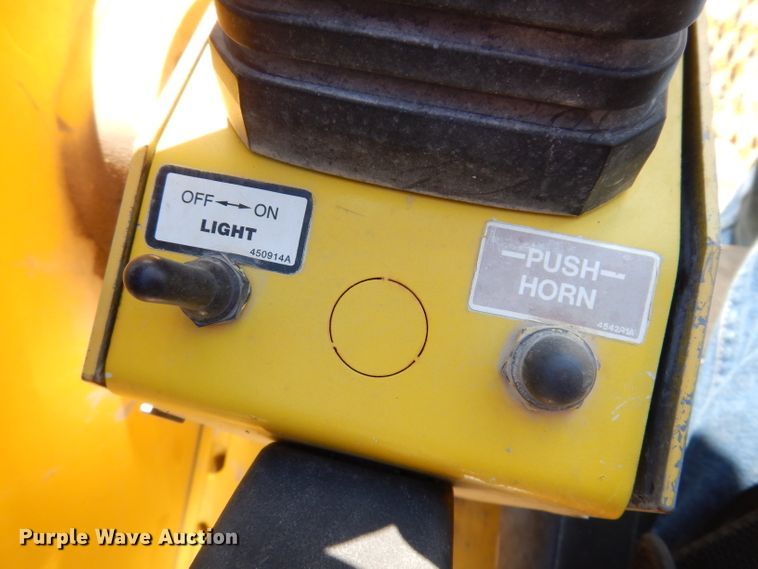 OFF ↔ ON
LIGHT
450914A
PUSH
HORN
Purple Wave Auction